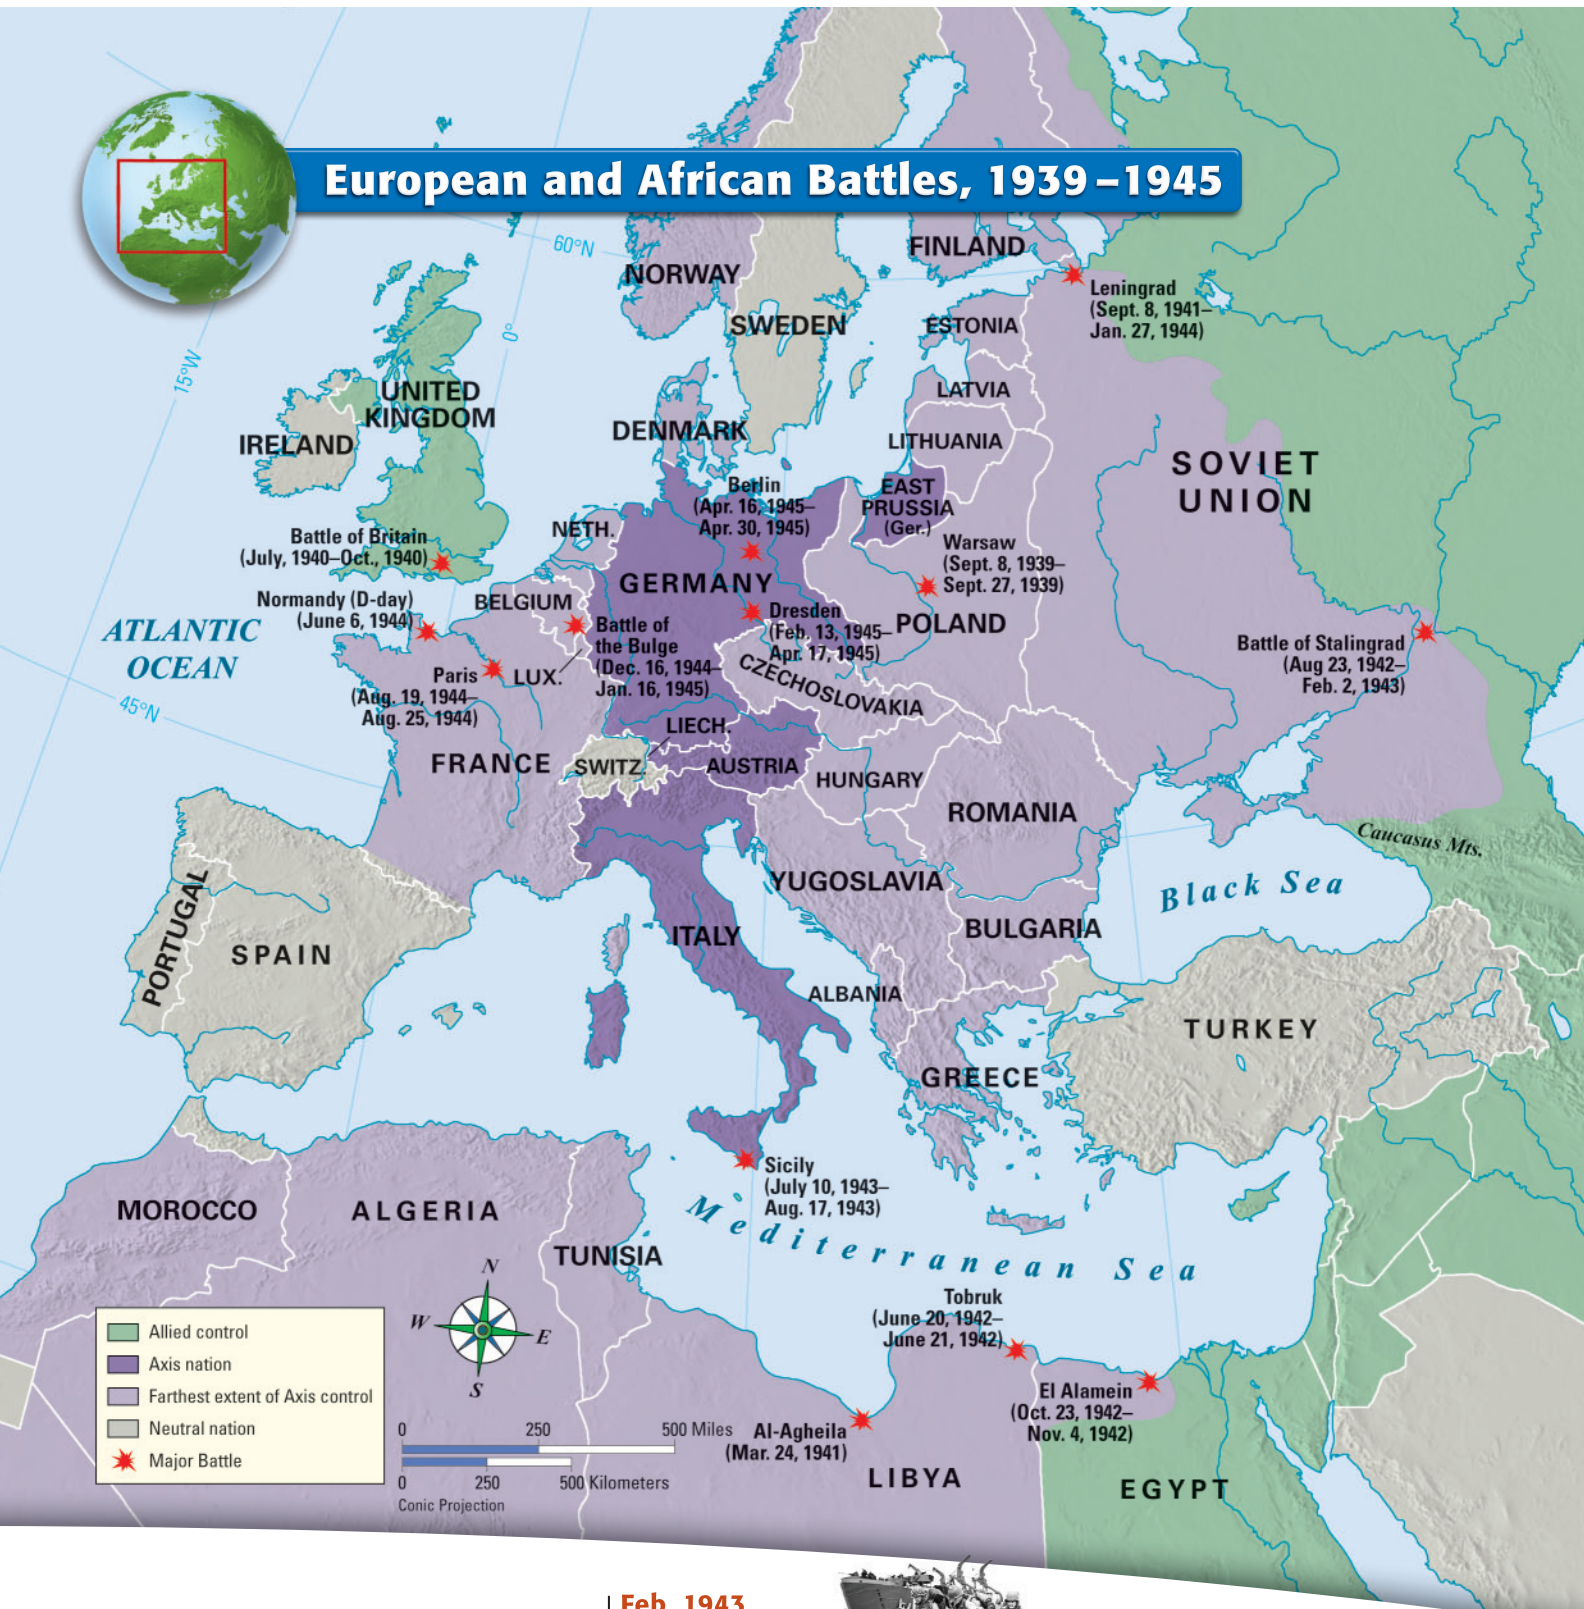 European and African Battles, 1939–1945
60°N
0°
15°W
45°N
NORWAY
FINLAND
SWEDEN
Leningrad
(Sept. 8, 1941–
Jan. 27, 1944)
ESTONIA
LATVIA
LITHUANIA
UNITED
KINGDOM
IRELAND
DENMARK
SOVIET
UNION
EAST
PRUSSIA
(Ger.)
Berlin
(Apr. 16, 1945–
Apr. 30, 1945)
NETH.
Battle of Britain
(July, 1940–Oct., 1940)
Warsaw
(Sept. 8, 1939–
Sept. 27, 1939)
GERMANY
BELGIUM
Normandy (D-day)
(June 6, 1944)
Dresden
(Feb. 13, 1945–
Apr. 17, 1945)
POLAND
ATLANTIC
OCEAN
Battle of
the Bulge
(Dec. 16, 1944–
Jan. 16, 1945)
Battle of Stalingrad
(Aug 23, 1942–
Feb. 2, 1943)
Paris
(Aug. 19, 1944–
Aug. 25, 1944)
LUX.
CZECHOSLOVAKIA
LIECH.
FRANCE
SWITZ.
AUSTRIA
HUNGARY
ROMANIA
Caucasus Mts.
Black Sea
YUGOSLAVIA
BULGARIA
ITALY
PORTUGAL
SPAIN
ALBANIA
TURKEY
GREECE
Sicily
(July 10, 1943–
Aug. 17, 1943)
Mediterranean Sea
MOROCCO
ALGERIA
TUNISIA
Tobruk
(June 20, 1942–
June 21, 1942)
El Alamein
(Oct. 23, 1942–
Nov. 4, 1942)
Al-Agheila
(Mar. 24, 1941)
LIBYA
EGYPT
N
W
E
S
Allied control
Axis nation
Farthest extent of Axis control
Neutral nation
Major Battle
0 250 500 Miles
0 250 500 Kilometers
Conic Projection
Feb. 1943